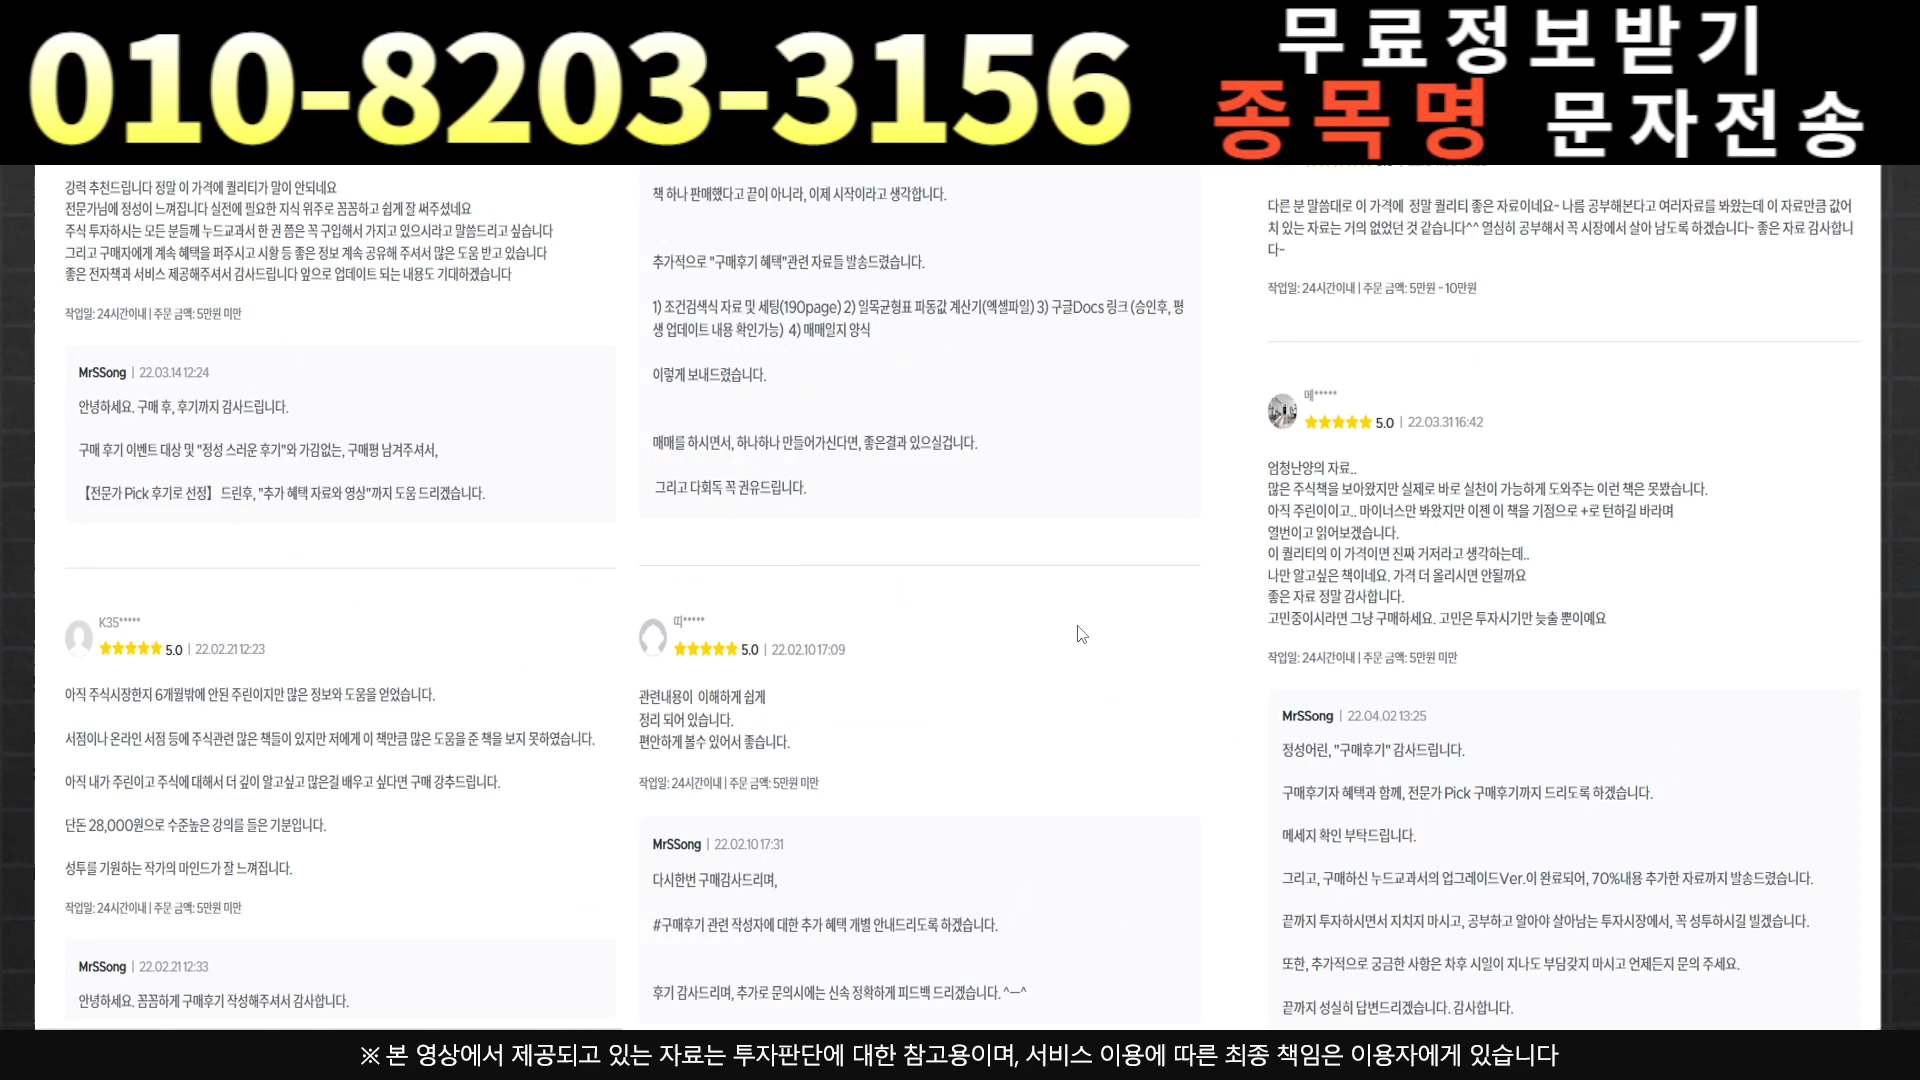 010-8203-3156
무료정보받기
종목명 문자전송
강력 추천드립니다 정말 이 가격에 퀄리티가 말이 안되네요
전문가님에 정성이 느껴집니다 실전에 필요한 지식 위주로 꼼꼼하고 쉽게 잘 써주셨네요
주식 투자하시는 모든 분들께 누드교과서 한 권 쯤은 꼭 구입해서 가지고 있으시라고 말씀드리고 싶습니다
그리고 구매자에게 계속 혜택을 퍼주시고 시황 등 좋은 정보 계속 공유해 주셔서 많은 도움 받고 있습니다
좋은 전자책과 서비스 제공해주셔서 감사드립니다 앞으로 업데이트 되는 내용도 기대하겠습니다
작업일: 24시간이내 | 주문 금액: 5만원 미만
MrSSong | 22.03.14 12:24
안녕하세요. 구매 후, 후기까지 감사드립니다.
구매 후기 이벤트 대상 및 "정성 스러운 후기"와 가감없는, 구매평 남겨주셔서,
【전문가 Pick 후기로 선정】 드린후, "추가 혜택 자료와 영상"까지 도움 드리겠습니다.
K35*****
5.0 | 22.02.21 12:23
아직 주식시장한지 6개월밖에 안된 주린이지만 많은 정보와 도움을 얻었습니다.
서점이나 온라인 서점 등에 주식관련 많은 책들이 있지만 저에게 이 책만큼 많은 도움을 준 책을 보지 못하였습니다.
아직 내가 주린이고 주식에 대해서 더 깊이 알고싶고 많은걸 배우고 싶다면 구매 강추드립니다.
단돈 28,000원으로 수준높은 강의를 들은 기분입니다.
성투를 기원하는 작가의 마인드가 잘 느껴집니다.
작업일: 24시간이내 | 주문 금액: 5만원 미만
MrSSong | 22.02.21 12:33
안녕하세요. 꼼꼼하게 구매후기 작성해주셔서 감사합니다.
책 하나 판매했다고 끝이 아니라, 이제 시작이라고 생각합니다.
추가적으로 "구매후기 혜택"관련 자료들 발송드렸습니다.
1) 조건검색식 자료 및 세팅(190page) 2) 일목균형표 파동값 계산기(엑셀파일) 3) 구글Docs 링크 (승인후, 평
생 업데이트 내용 확인가능) 4) 매매일지 양식
이렇게 보내드렸습니다.
매매를 하시면서, 하나하나 만들어가신다면, 좋은결과 있으실겁니다.
그리고 다회독 꼭 권유드립니다.
띠*****
5.0 | 22.02.10 17:09
관련내용이 이해하게 쉽게
정리 되어 있습니다.
편안하게 볼수 있어서 좋습니다.
작업일: 24시간이내 | 주문 금액: 5만원 미만
MrSSong | 22.02.10 17:31
다시한번 구매감사드리며,
#구매후기 관련 작성자에 대한 추가 혜택 개별 안내드리도록 하겠습니다.
후기 감사드리며, 추가로 문의시에는 신속 정확하게 피드백 드리겠습니다. ^ㅡ^
다른 분 말씀대로 이 가격에 정말 퀄리티 좋은 자료이네요~ 나름 공부해본다고 여러자료를 봐왔는데 이 자료만큼 값어
치 있는 자료는 거의 없었던 것 같습니다^^ 열심히 공부해서 꼭 시장에서 살아 남도록 하겠습니다~ 좋은 자료 감사합니
다~
작업일: 24시간이내 | 주문 금액: 5만원 ~ 10만원
메*****
5.0 | 22.03.31 16:42
엄청난양의 자료..
많은 주식책을 보아왔지만 실제로 바로 실천이 가능하게 도와주는 이런 책은 못봤습니다.
아직 주린이이고.. 마이너스만 봐왔지만 이젠 이 책을 기점으로 +로 턴하길 바라며
열번이고 읽어보겠습니다.
이 퀄리티의 이 가격이면 진짜 거저라고 생각하는데..
나만 알고싶은 책이네요. 가격 더 올리시면 안될까요
좋은 자료 정말 감사합니다.
고민중이시라면 그냥 구매하세요. 고민은 투자시기만 늦출 뿐이예요
작업일: 24시간이내 | 주문 금액: 5만원 미만
MrSSong | 22.04.02 13:25
정성어린, "구매후기" 감사드립니다.
구매후기자 혜택과 함께, 전문가 Pick 구매후기까지 드리도록 하겠습니다.
메세지 확인 부탁드립니다.
그리고, 구매하신 누드교과서의 업그레이드Ver.이 완료되어, 70%내용 추가한 자료까지 발송드렸습니다.
끝까지 투자하시면서 지치지 마시고, 공부하고 알아야 살아남는 투자시장에서, 꼭 성투하시길 빌겠습니다.
또한, 추가적으로 궁금한 사항은 차후 시일이 지나도 부담갖지 마시고 언제든지 문의 주세요.
끝까지 성실히 답변드리겠습니다. 감사합니다.
※ 본 영상에서 제공되고 있는 자료는 투자판단에 대한 참고용이며, 서비스 이용에 따른 최종 책임은 이용자에게 있습니다